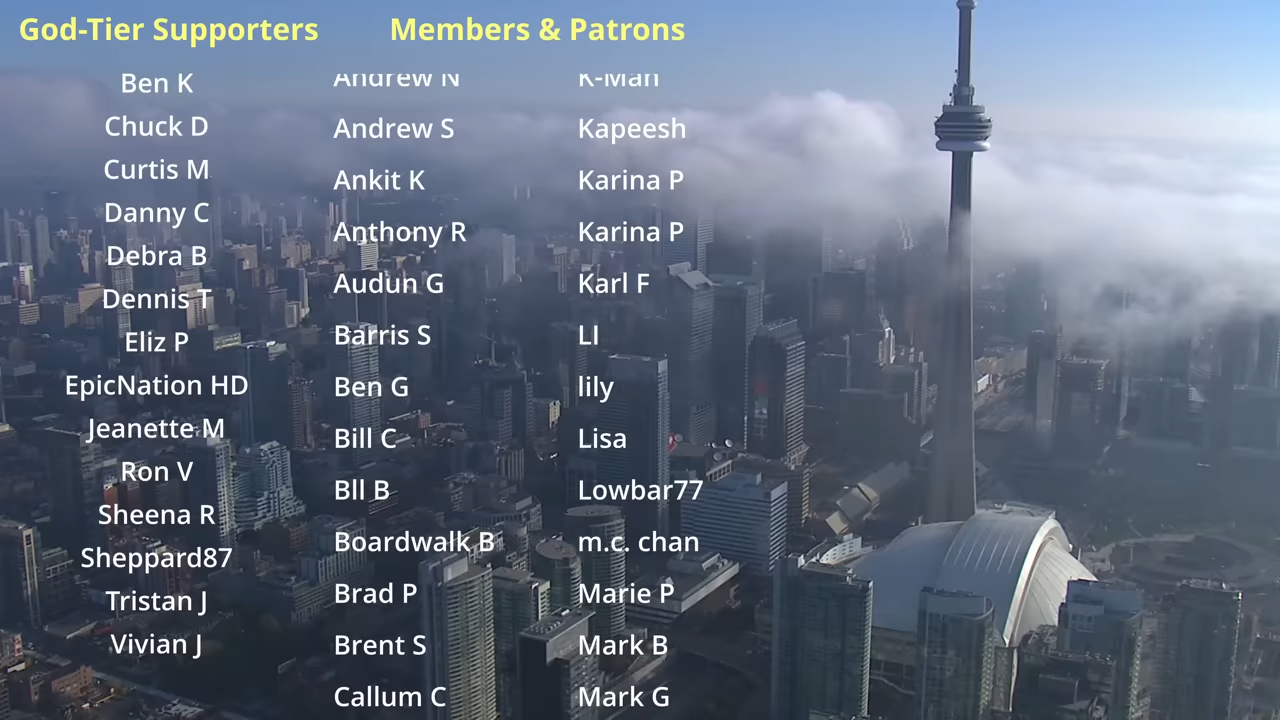 God-Tier Supporters
Ben K
Chuck D
Curtis M
Danny C
Debra B
Dennis T
Eliz P
EpicNation HD
Jeanette M
Ron V
Sheena R
Sheppard87
Tristan J
Vivian J
Members & Patrons
Andrew N
Andrew S
Ankit K
Anthony R
Audun G
Barris S
Ben G
Bill C
Bll B
Boardwalk B
Brad P
Brent S
Callum C
K-Man
Kapeesh
Karina P
Karina P
Karl F
LI
lily
Lisa
Lowbar77
m.c. chan
Marie P
Mark B
Mark G